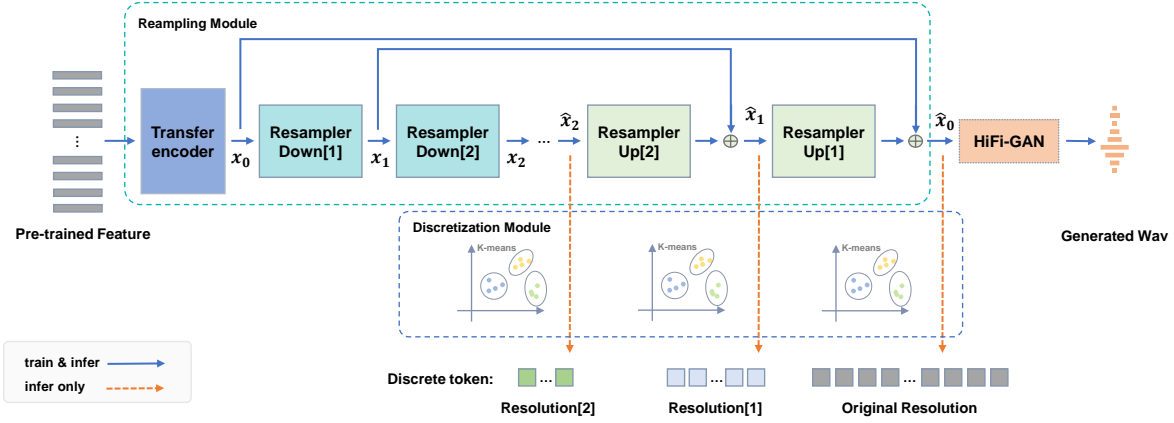 Reampling Module
Transfer
encoder
x₀
Resampler
Down[1]
x₁
Resampler
Down[2]
x₂
...
x̂₂
Resampler
Up[2]
x̂₁
Resampler
Up[1]
x̂₀
HiFi-GAN
...
Pre-trained Feature
Generated Wav
Discretization Module
K-means
K-means
K-means
train & infer
infer only
Discrete token:
...
...
...
Resolution[2]
Resolution[1]
Original Resolution